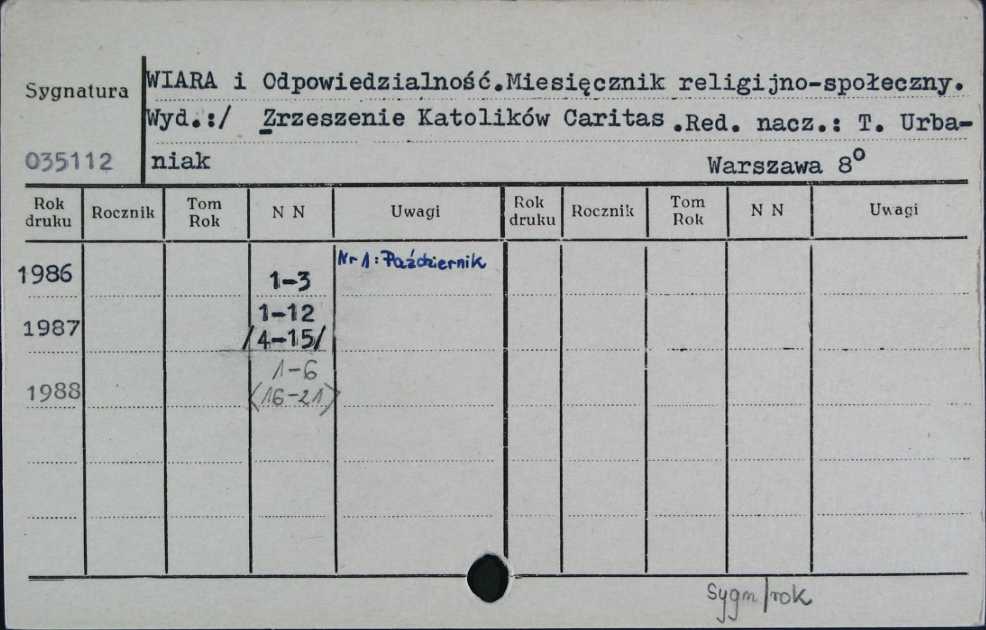 Sygnatura
WIARA i Odpowiedzialność.Miesięcznik religijno-społeczny.
Wyd.:/ Zrzeszenie Katolików Caritas .Red. nacz.: T. Urba-
035112 niak Warszawa 8º
Rok druku Rocznik Tom Rok N N Uwagi Rok druku Rocznik Tom Rok N N Uwagi
1986 1-3 Nr 1: Październik
1987 1-12
/4-15/
1988 1-6
<16-21>
sygn/rok